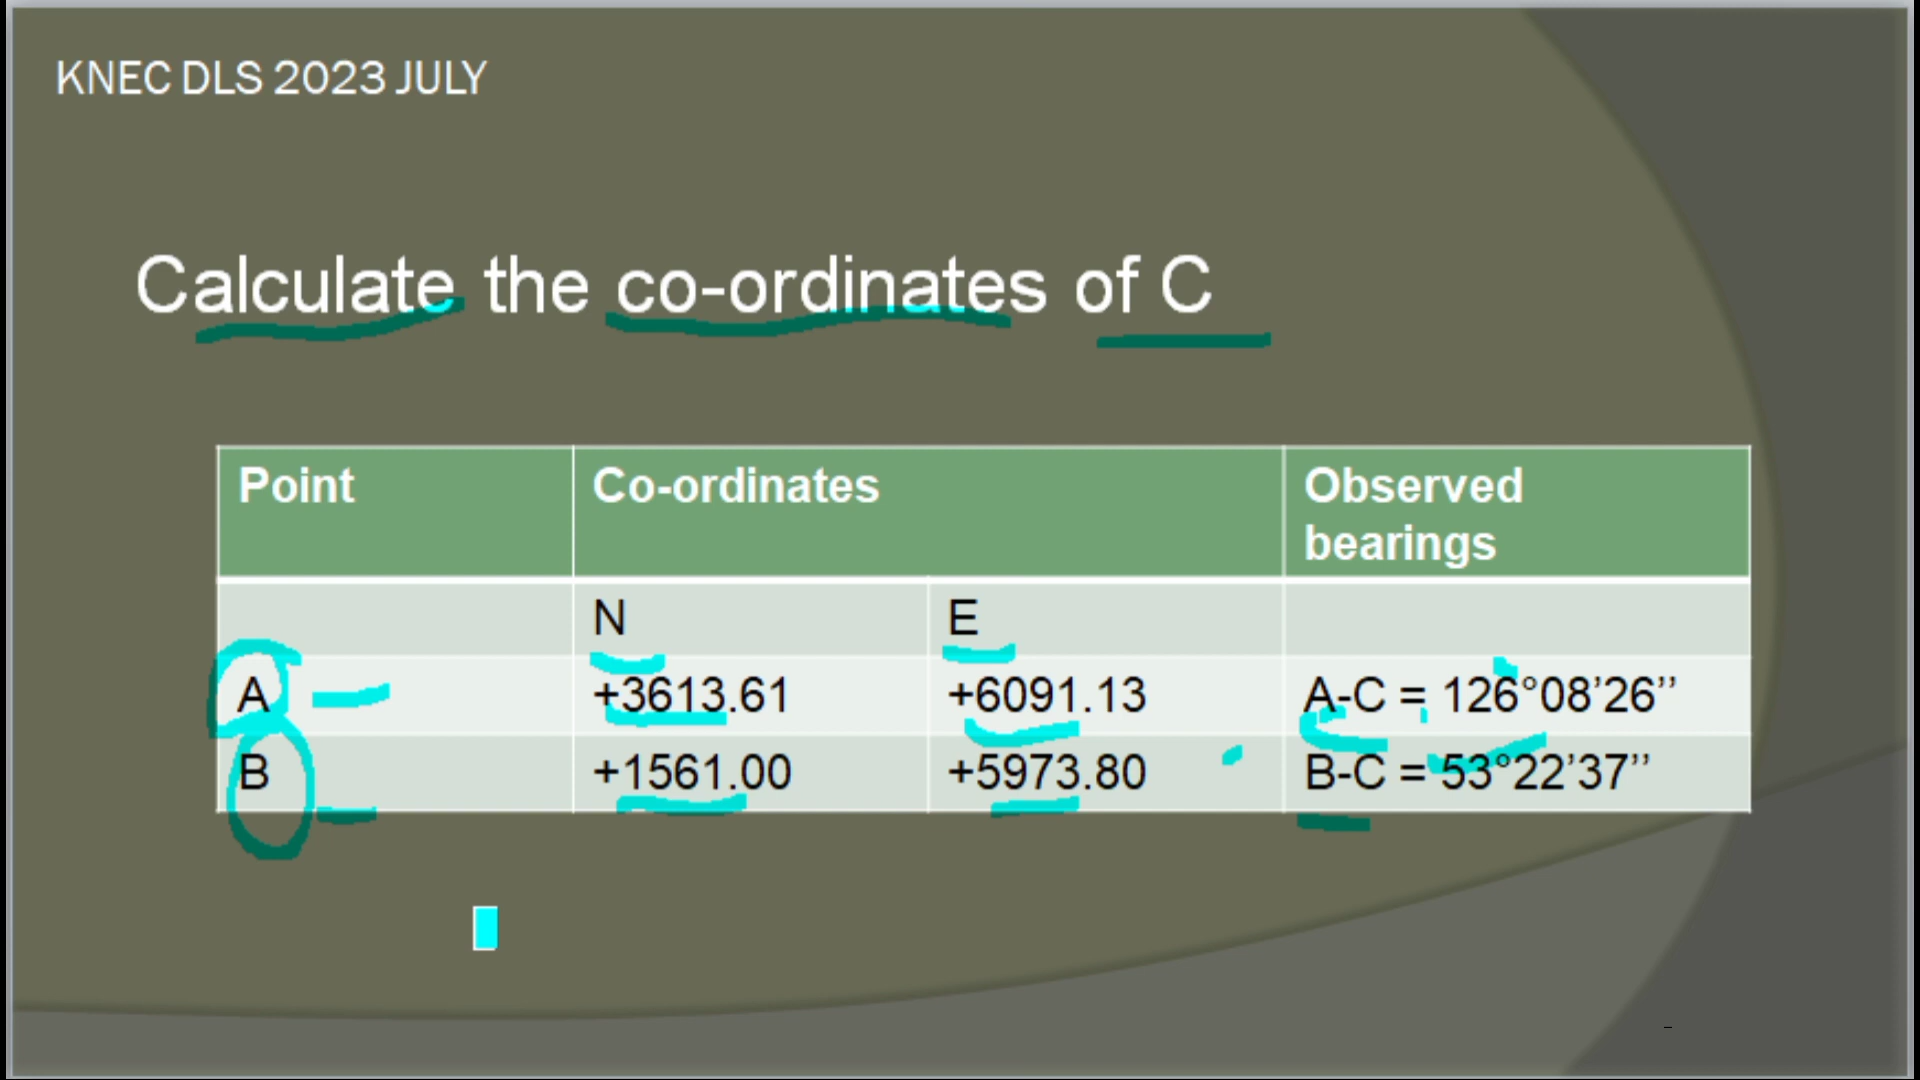 KNEC DLS 2023 JULY
Calculate the co-ordinates of C
Point Co-ordinates Observed bearings
N E
A +3613.61 +6091.13 A-C = 126°08’26’’
B +1561.00 +5973.80 B-C = 53°22’37’’